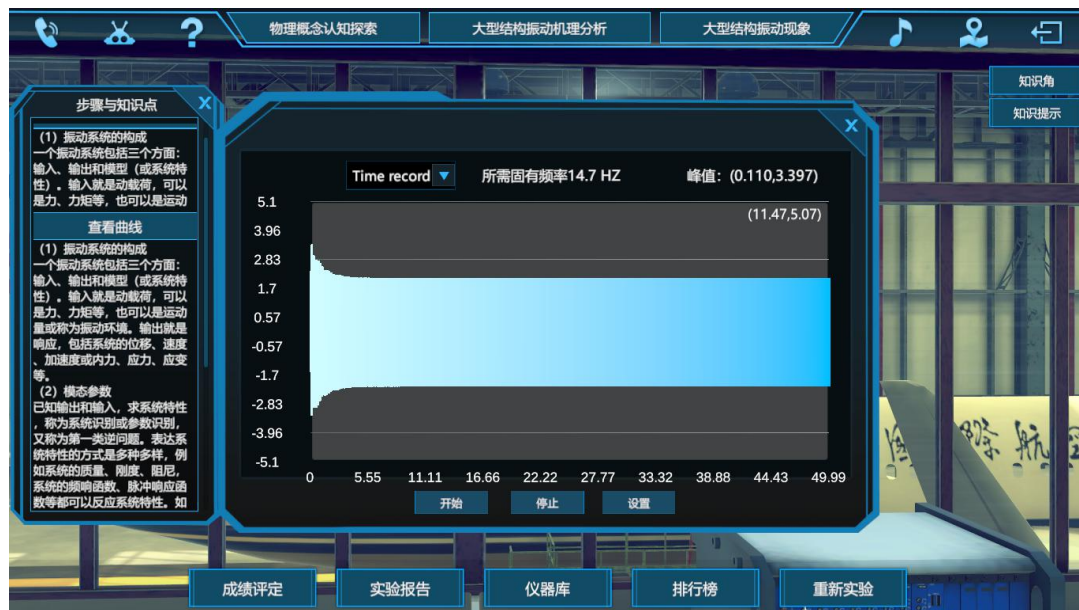 物理概念认知探索
大型结构振动机理分析
大型结构振动现象
知识角
知识提示
步骤与知识点
X
(1) 振动系统的构成
一个振动系统包括三个方面：
输入、输出和模型（或系统特
性）。输入就是动载荷，可以
是力、力矩等，也可以是运动
查看曲线
(1) 振动系统的构成
一个振动系统包括三个方面：
输入、输出和模型（或系统特
性）。输入就是动载荷，可以
是力、力矩等，也可以是运动
量或称为振动环境。输出就是
响应，包括系统的位移、速度
、加速度或内力、应力、应变
等。
(2) 模态参数
已知输出和输入，求系统特性
，称为系统识别或参数识别，
又称为第一类逆问题。表达系
统特性的方式是多种多样，例
如系统的质量、刚度、阻尼，
系统的频响函数、脉冲响应函
数等都可以反应系统特性。如
X
Time record
所需固有频率14.7 HZ
峰值：(0.110,3.397)
(11.47,5.07)
5.1
3.96
2.83
1.7
0.57
-0.57
-1.7
-2.83
-3.96
-5.1
0 5.55 11.11 16.66 22.22 27.77 33.32 38.88 44.43 49.99
开始
停止
设置
航
成绩评定
实验报告
仪器库
排行榜
重新实验